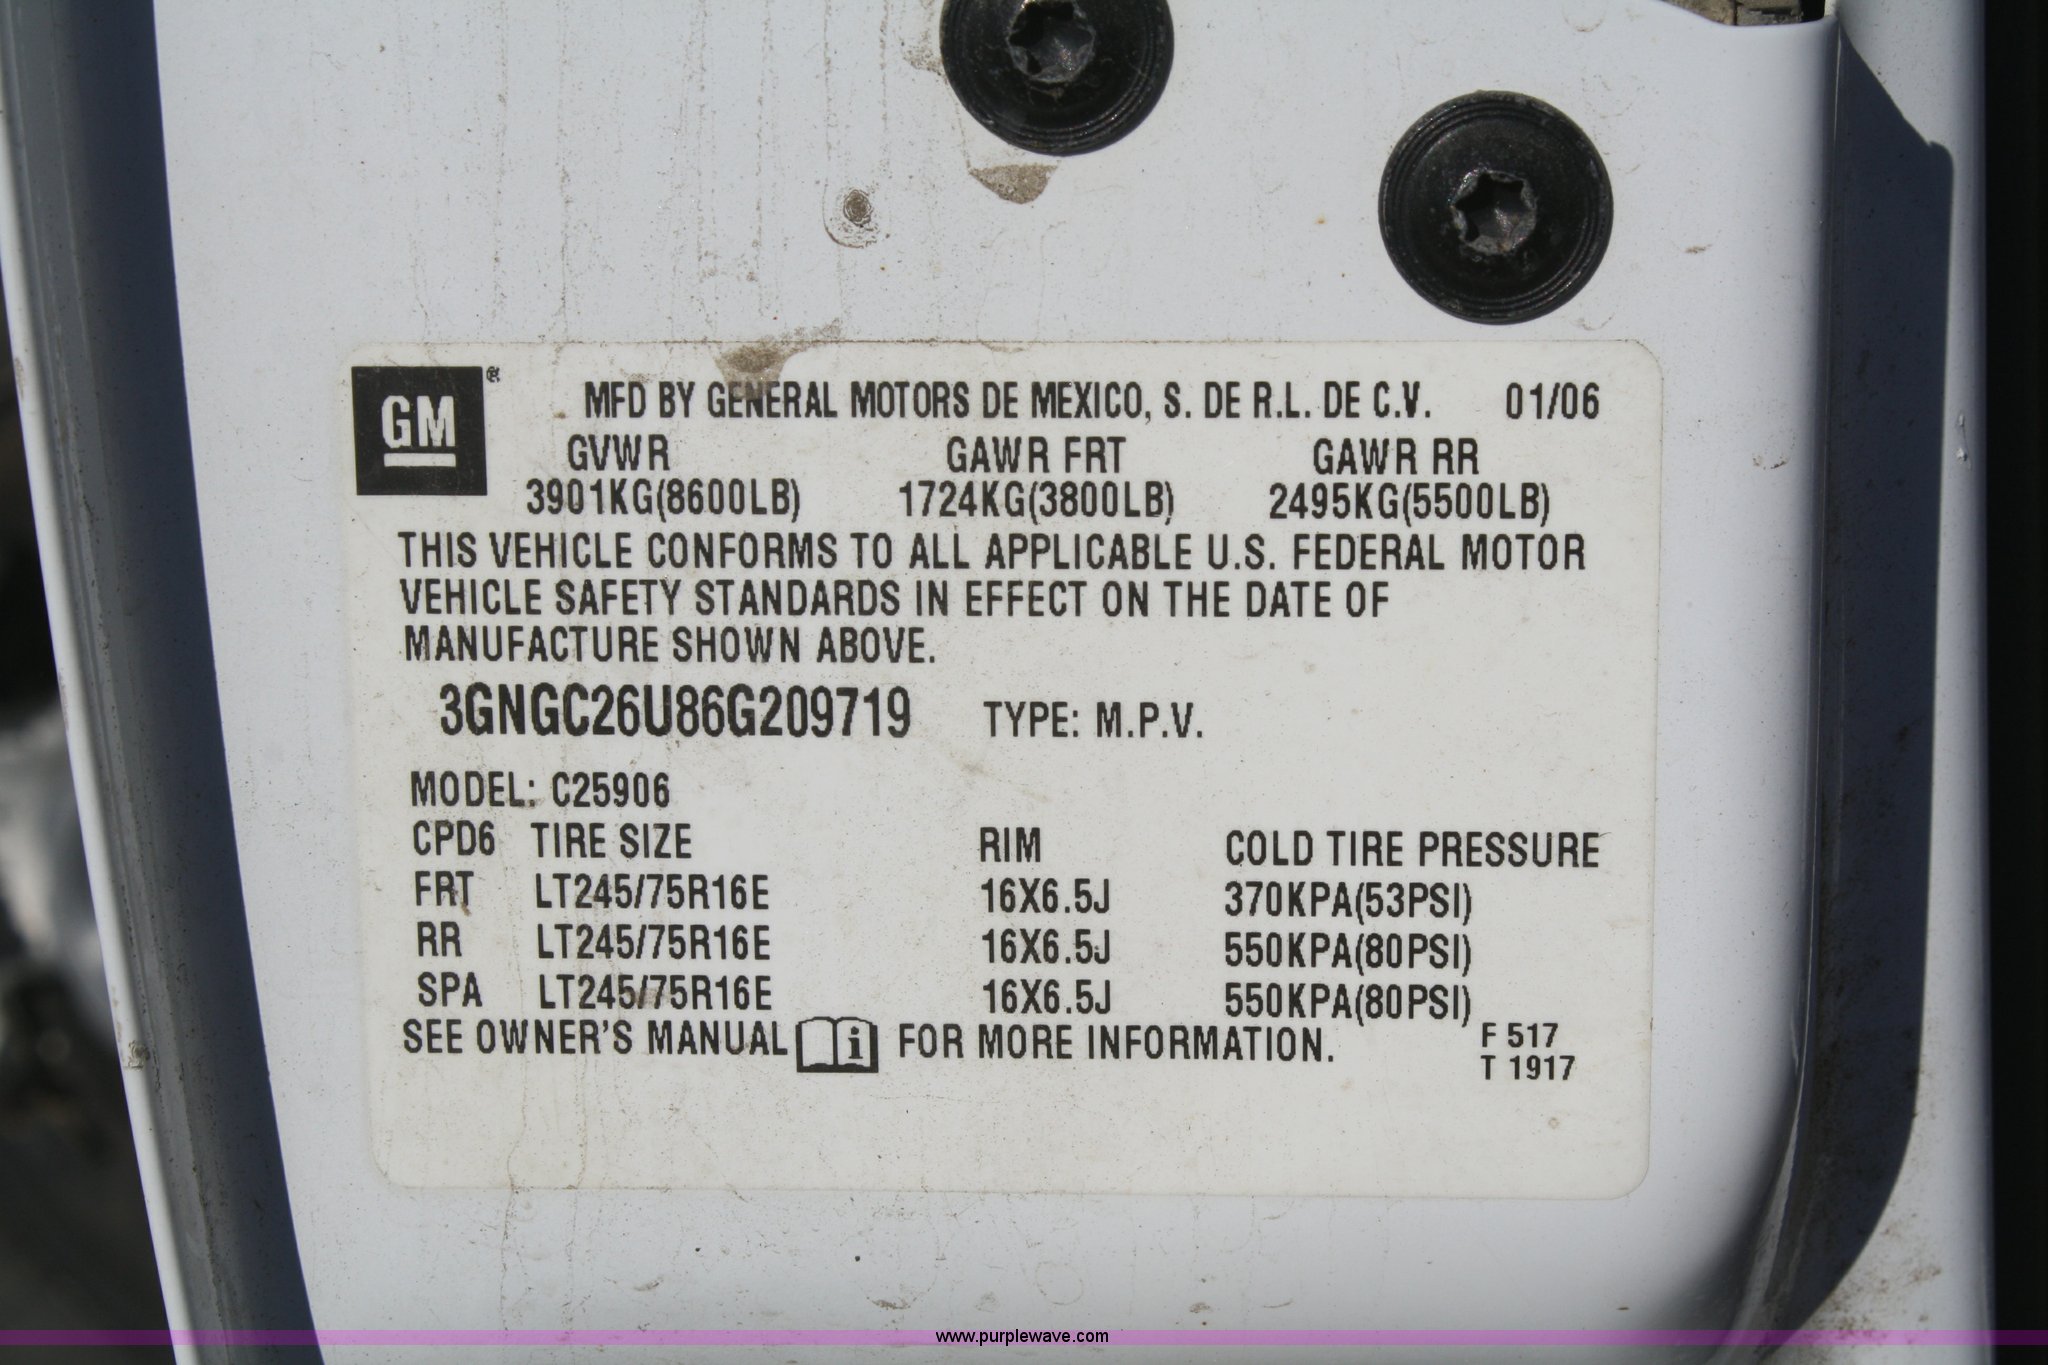 GM
MFD BY GENERAL MOTORS DE MEXICO, S. DE R.L. DE C.V. 01/06
GVWR GAWR FRT GAWR RR
3901KG(8600LB) 1724KG(3800LB) 2495KG(5500LB)
THIS VEHICLE CONFORMS TO ALL APPLICABLE U.S. FEDERAL MOTOR
VEHICLE SAFETY STANDARDS IN EFFECT ON THE DATE OF
MANUFACTURE SHOWN ABOVE.
3GNGC26U86G209719 TYPE: M.P.V.
MODEL: C25906
CPD6 TIRE SIZE RIM COLD TIRE PRESSURE
FRT LT245/75R16E 16X6.5J 370KPA(53PSI)
RR LT245/75R16E 16X6.5J 550KPA(80PSI)
SPA LT245/75R16E 16X6.5J 550KPA(80PSI)
SEE OWNER'S MANUAL i FOR MORE INFORMATION.
F 517
T 1917
www.purplewave.com